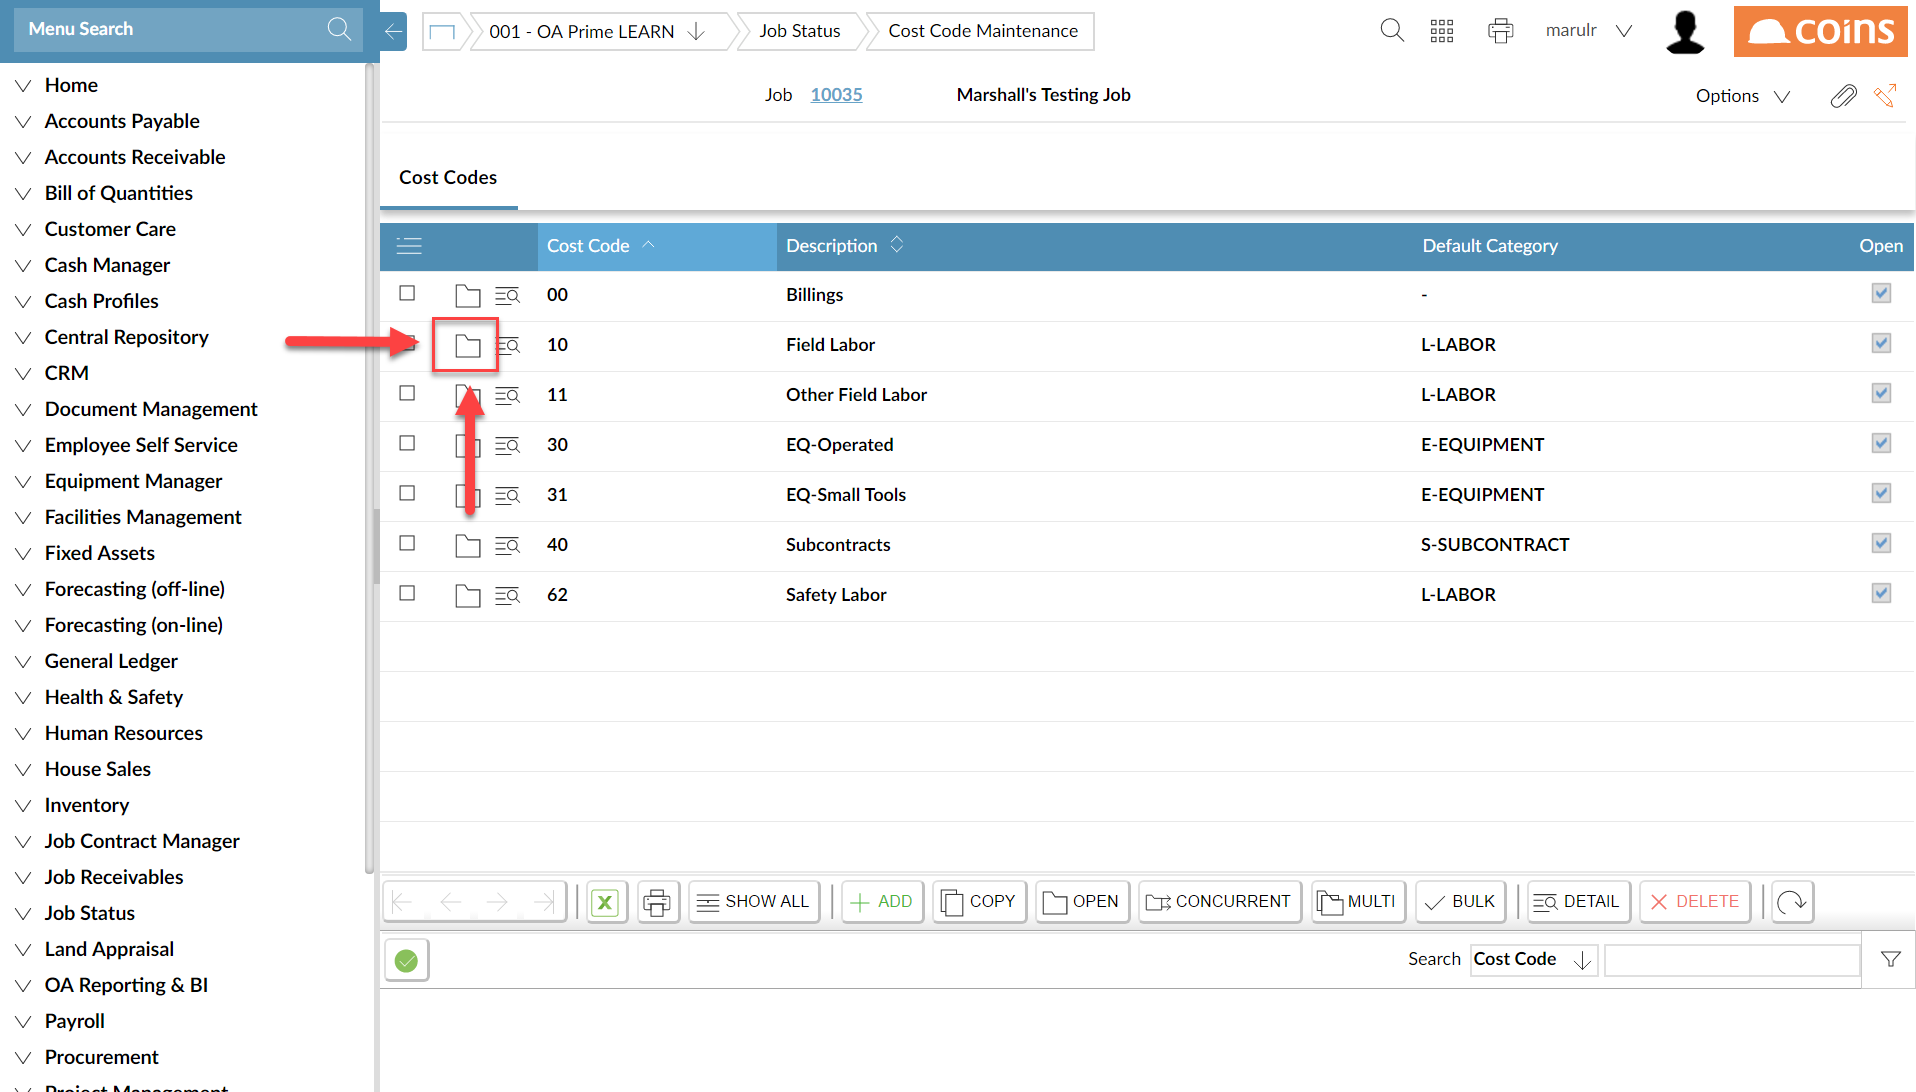 Menu Search
001 - OA Prime LEARN
Job Status
Cost Code Maintenance
marulr
coins
Job 10035 Marshall's Testing Job
Options
Home
Accounts Payable
Accounts Receivable
Bill of Quantities
Customer Care
Cash Manager
Cash Profiles
Central Repository
CRM
Document Management
Employee Self Service
Equipment Manager
Facilities Management
Fixed Assets
Forecasting (off-line)
Forecasting (on-line)
General Ledger
Health & Safety
Human Resources
House Sales
Inventory
Job Contract Manager
Job Receivables
Job Status
Land Appraisal
OA Reporting & BI
Payroll
Procurement
Project Management
Cost Codes
Cost Code Description Default Category Open
00 Billings -
10 Field Labor L-LABOR
11 Other Field Labor L-LABOR
30 EQ-Operated E-EQUIPMENT
31 EQ-Small Tools E-EQUIPMENT
40 Subcontracts S-SUBCONTRACT
62 Safety Labor L-LABOR
X SHOW ALL ADD COPY OPEN CONCURRENT MULTI BULK DETAIL DELETE
Search Cost Code